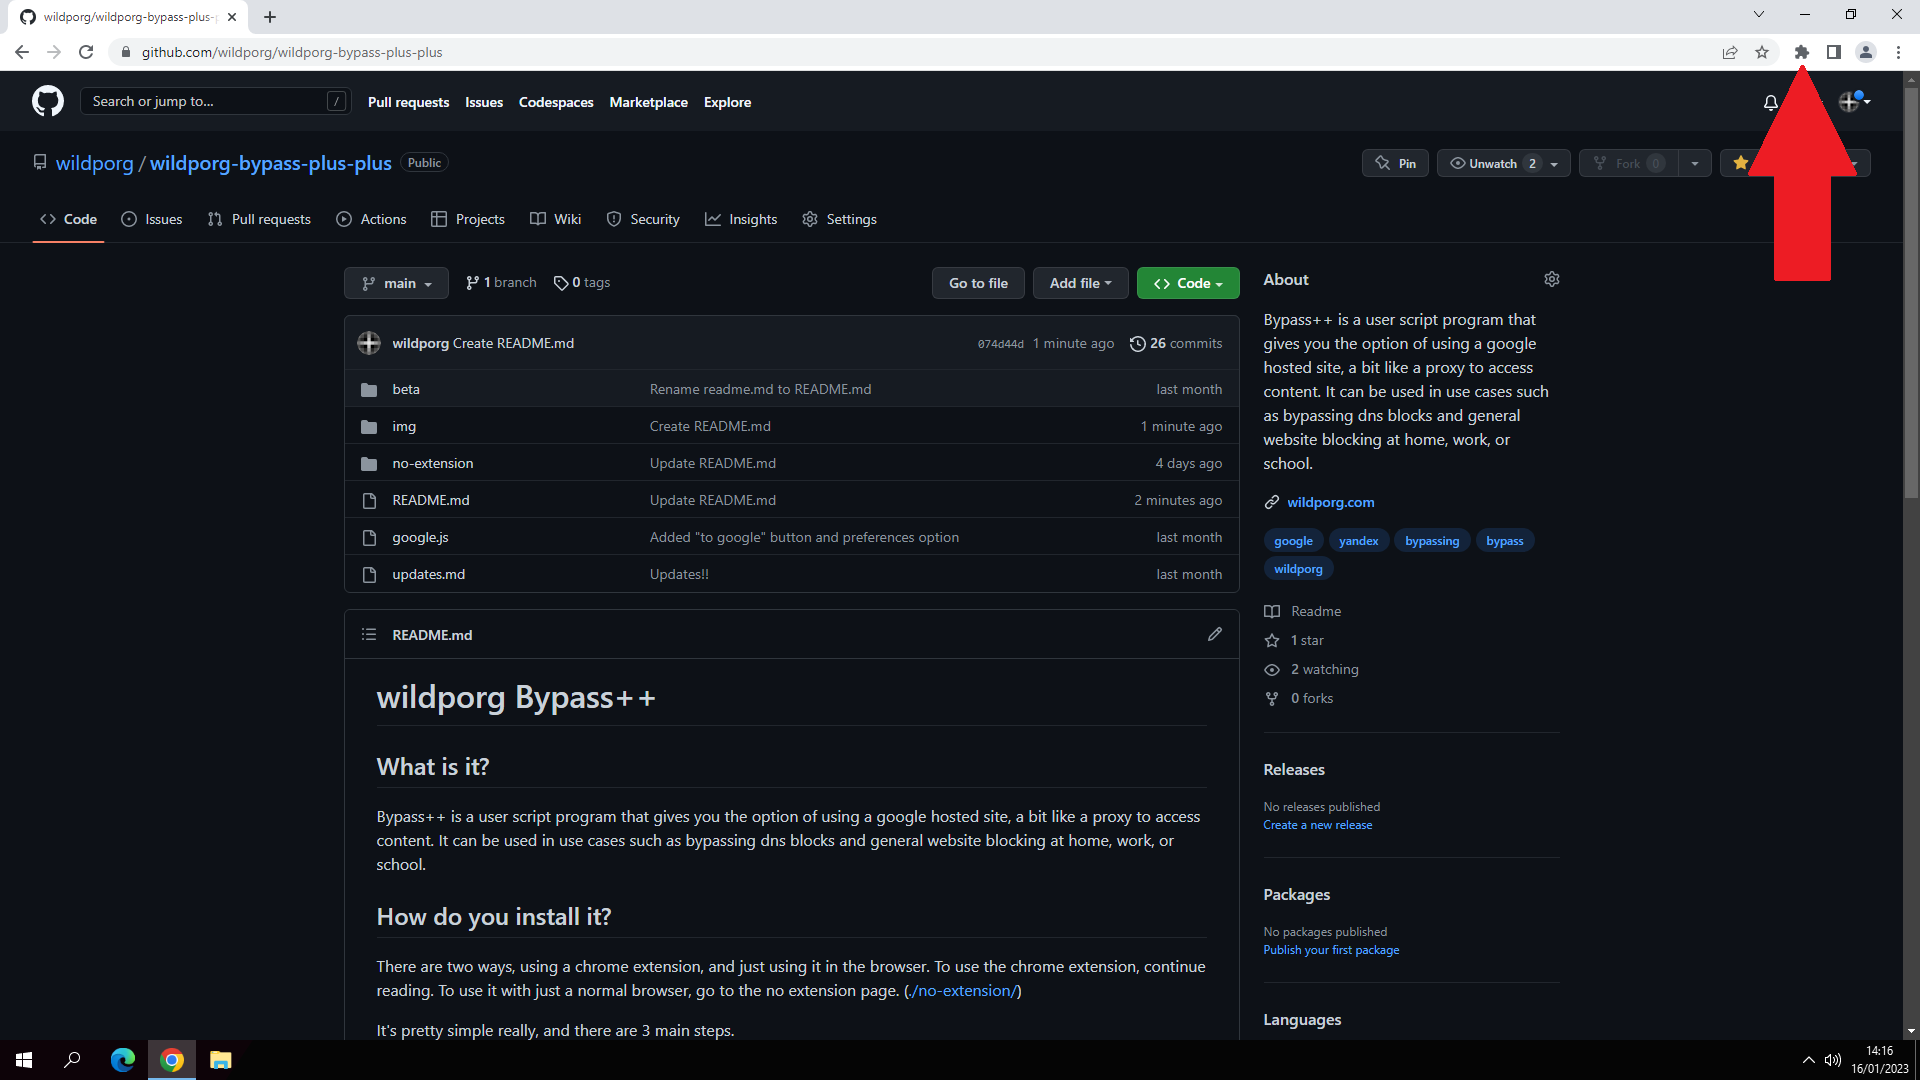 wildporg/wildporg-bypass-plus-p
github.com/wildporg/wildporg-bypass-plus-plus
Search or jump to...
/
Pull requests
Issues
Codespaces
Marketplace
Explore
wildporg / wildporg-bypass-plus-plus
Public
Pin
Unwatch 2
Fork 0
Code
Issues
Pull requests
Actions
Projects
Wiki
Security
Insights
Settings
main
1 branch
0 tags
Go to file
Add file
Code
wildporg Create README.md
074d44d 1 minute ago
26 commits
beta
Rename readme.md to README.md
last month
img
Create README.md
1 minute ago
no-extension
Update README.md
4 days ago
README.md
Update README.md
2 minutes ago
google.js
Added "to google" button and preferences option
last month
updates.md
Updates!!
last month
README.md
wildporg Bypass++
What is it?
Bypass++ is a user script program that gives you the option of using a google hosted site, a bit like a proxy to access
content. It can be used in use cases such as bypassing dns blocks and general website blocking at home, work, or
school.
How do you install it?
There are two ways, using a chrome extension, and just using it in the browser. To use the chrome extension, continue
reading. To use it with just a normal browser, go to the no extension page. (./no-extension/)
It's pretty simple really, and there are 3 main steps.
About
Bypass++ is a user script program that
gives you the option of using a google
hosted site, a bit like a proxy to access
content. It can be used in use cases such
as bypassing dns blocks and general
website blocking at home, work, or
school.
wildporg.com
google
yandex
bypassing
bypass
wildporg
Readme
1 star
2 watching
0 forks
Releases
No releases published
Create a new release
Packages
No packages published
Publish your first package
Languages
14:16
16/01/2023